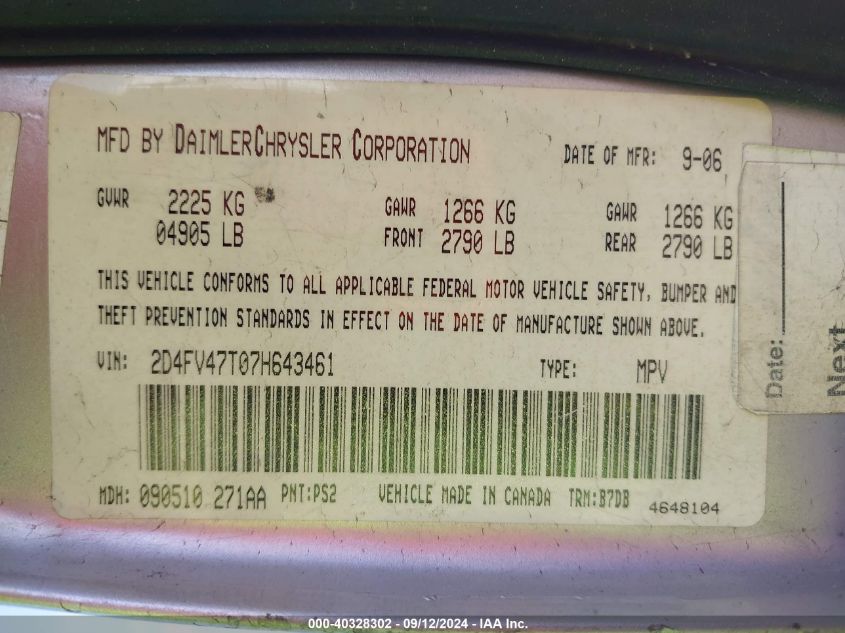 MFD BY DAIMLERCHRYSLER CORPORATION DATE OF MFR: 9-06
GVWR 2225 KG GAWR 1266 KG GAWR 1266 KG
04905 LB FRONT 2790 LB REAR 2790 LB
THIS VEHICLE CONFORMS TO ALL APPLICABLE FEDERAL MOTOR VEHICLE SAFETY, BUMPER AND
THEFT PREVENTION STANDARDS IN EFFECT ON THE DATE OF MANUFACTURE SHOWN ABOVE.
VIN: 2D4FV47T07H643461 TYPE: MPV
MDH: 090510 271AA PNT:PS2 VEHICLE MADE IN CANADA TRM:B7DB 4648104
Date:
Next
000-40328302 - 09/12/2024 - IAA Inc.